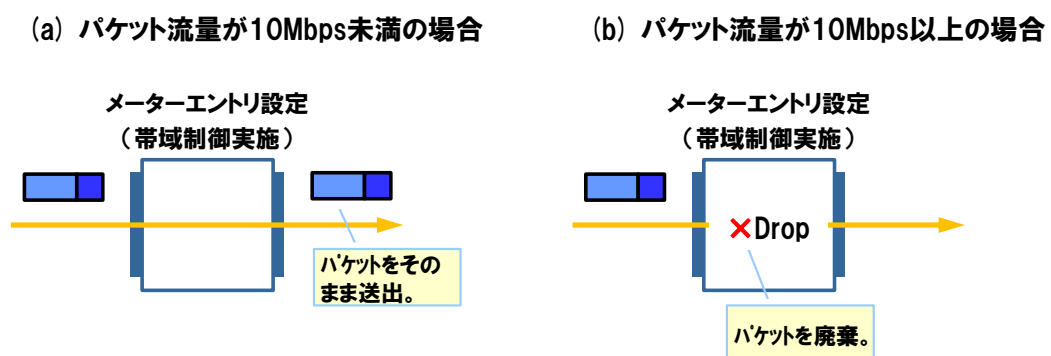 (a) パケット流量が10Mbps未満の場合
(b) パケット流量が10Mbps以上の場合
メーターエントリ設定
(帯域制御実施)
パケットをその
まま送出。
メーターエントリ設定
(帯域制御実施)
×Drop
パケットを廃棄。